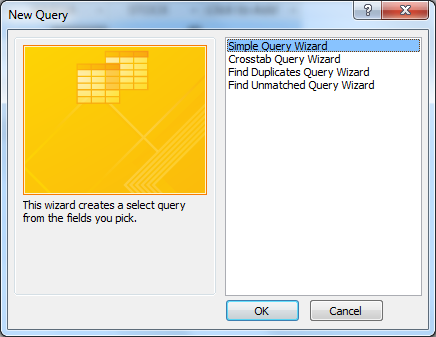 New Query
Simple Query Wizard
Crosstab Query Wizard
Find Duplicates Query Wizard
Find Unmatched Query Wizard
This wizard creates a select query
from the fields you pick.
OK
Cancel